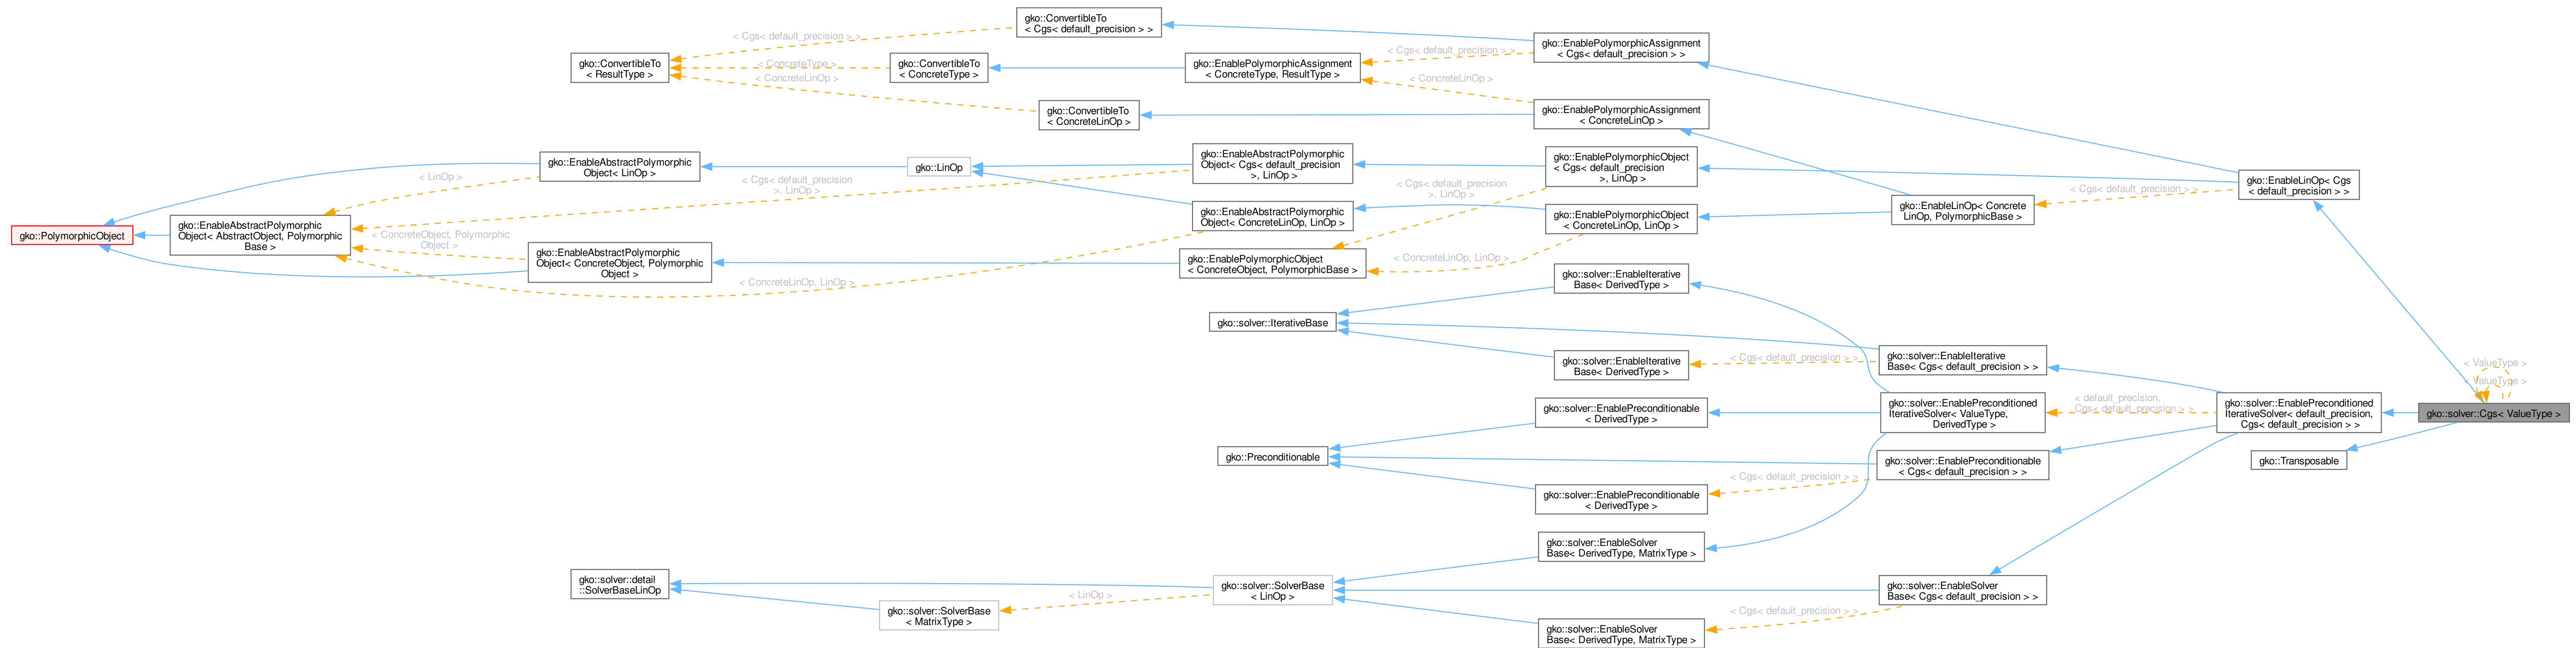 gko::ConvertibleTo
< Cgs< default_precision > >
< Cgs< default_precision > >
gko::EnablePolymorphicAssignment
< Cgs< default_precision > >
< Cgs< default_precision > >
gko::ConvertibleTo
< ResultType >
< ConcreteType >
< ConcreteLinOp >
gko::ConvertibleTo
< ConcreteType >
gko::EnablePolymorphicAssignment
< ConcreteType, ResultType >
< ConcreteLinOp >
gko::ConvertibleTo
< ConcreteLinOp >
gko::EnablePolymorphicAssignment
< ConcreteLinOp >
gko::EnableAbstractPolymorphic
Object< LinOp >
gko::LinOp
gko::EnableAbstractPolymorphic
Object< Cgs< default_precision
>, LinOp >
gko::EnablePolymorphicObject
< Cgs< default_precision
>, LinOp >
< LinOp >
< Cgs< default_precision
>, LinOp >
< Cgs< default_precision
>, LinOp >
gko::EnableLinOp< Cgs
< default_precision > >
< Cgs< default_precision > >
gko::EnableLinOp< Concrete
LinOp, PolymorphicBase >
gko::PolymorphicObject
gko::EnableAbstractPolymorphic
Object< AbstractObject, Polymorphic
Base >
< ConcreteObject, Polymorphic
Object >
gko::EnableAbstractPolymorphic
Object< ConcreteObject, Polymorphic
Object >
gko::EnableAbstractPolymorphic
Object< ConcreteLinOp, LinOp >
gko::EnablePolymorphicObject
< ConcreteLinOp, LinOp >
gko::EnablePolymorphicObject
< ConcreteObject, PolymorphicBase >
< ConcreteLinOp, LinOp >
< ConcreteLinOp, LinOp >
gko::solver::EnableIterative
Base< DerivedType >
gko::solver::IterativeBase
gko::solver::EnableIterative
Base< DerivedType >
< Cgs< default_precision > >
gko::solver::EnableIterative
Base< Cgs< default_precision > >
< ValueType >
< ValueType >
gko::solver::EnablePreconditionable
< DerivedType >
gko::solver::EnablePreconditioned
IterativeSolver< ValueType,
DerivedType >
< default_precision,
Cgs< default_precision > >
gko::solver::EnablePreconditioned
IterativeSolver< default_precision,
Cgs< default_precision > >
gko::solver::Cgs< ValueType >
gko::Preconditionable
gko::solver::EnablePreconditionable
< Cgs< default_precision > >
gko::Transposable
< Cgs< default_precision > >
gko::solver::EnablePreconditionable
< DerivedType >
gko::solver::EnableSolver
Base< DerivedType, MatrixType >
gko::solver::detail
::SolverBaseLinOp
gko::solver::SolverBase
< MatrixType >
< LinOp >
gko::solver::SolverBase
< LinOp >
gko::solver::EnableSolver
Base< Cgs< default_precision > >
< Cgs< default_precision > >
gko::solver::EnableSolver
Base< DerivedType, MatrixType >